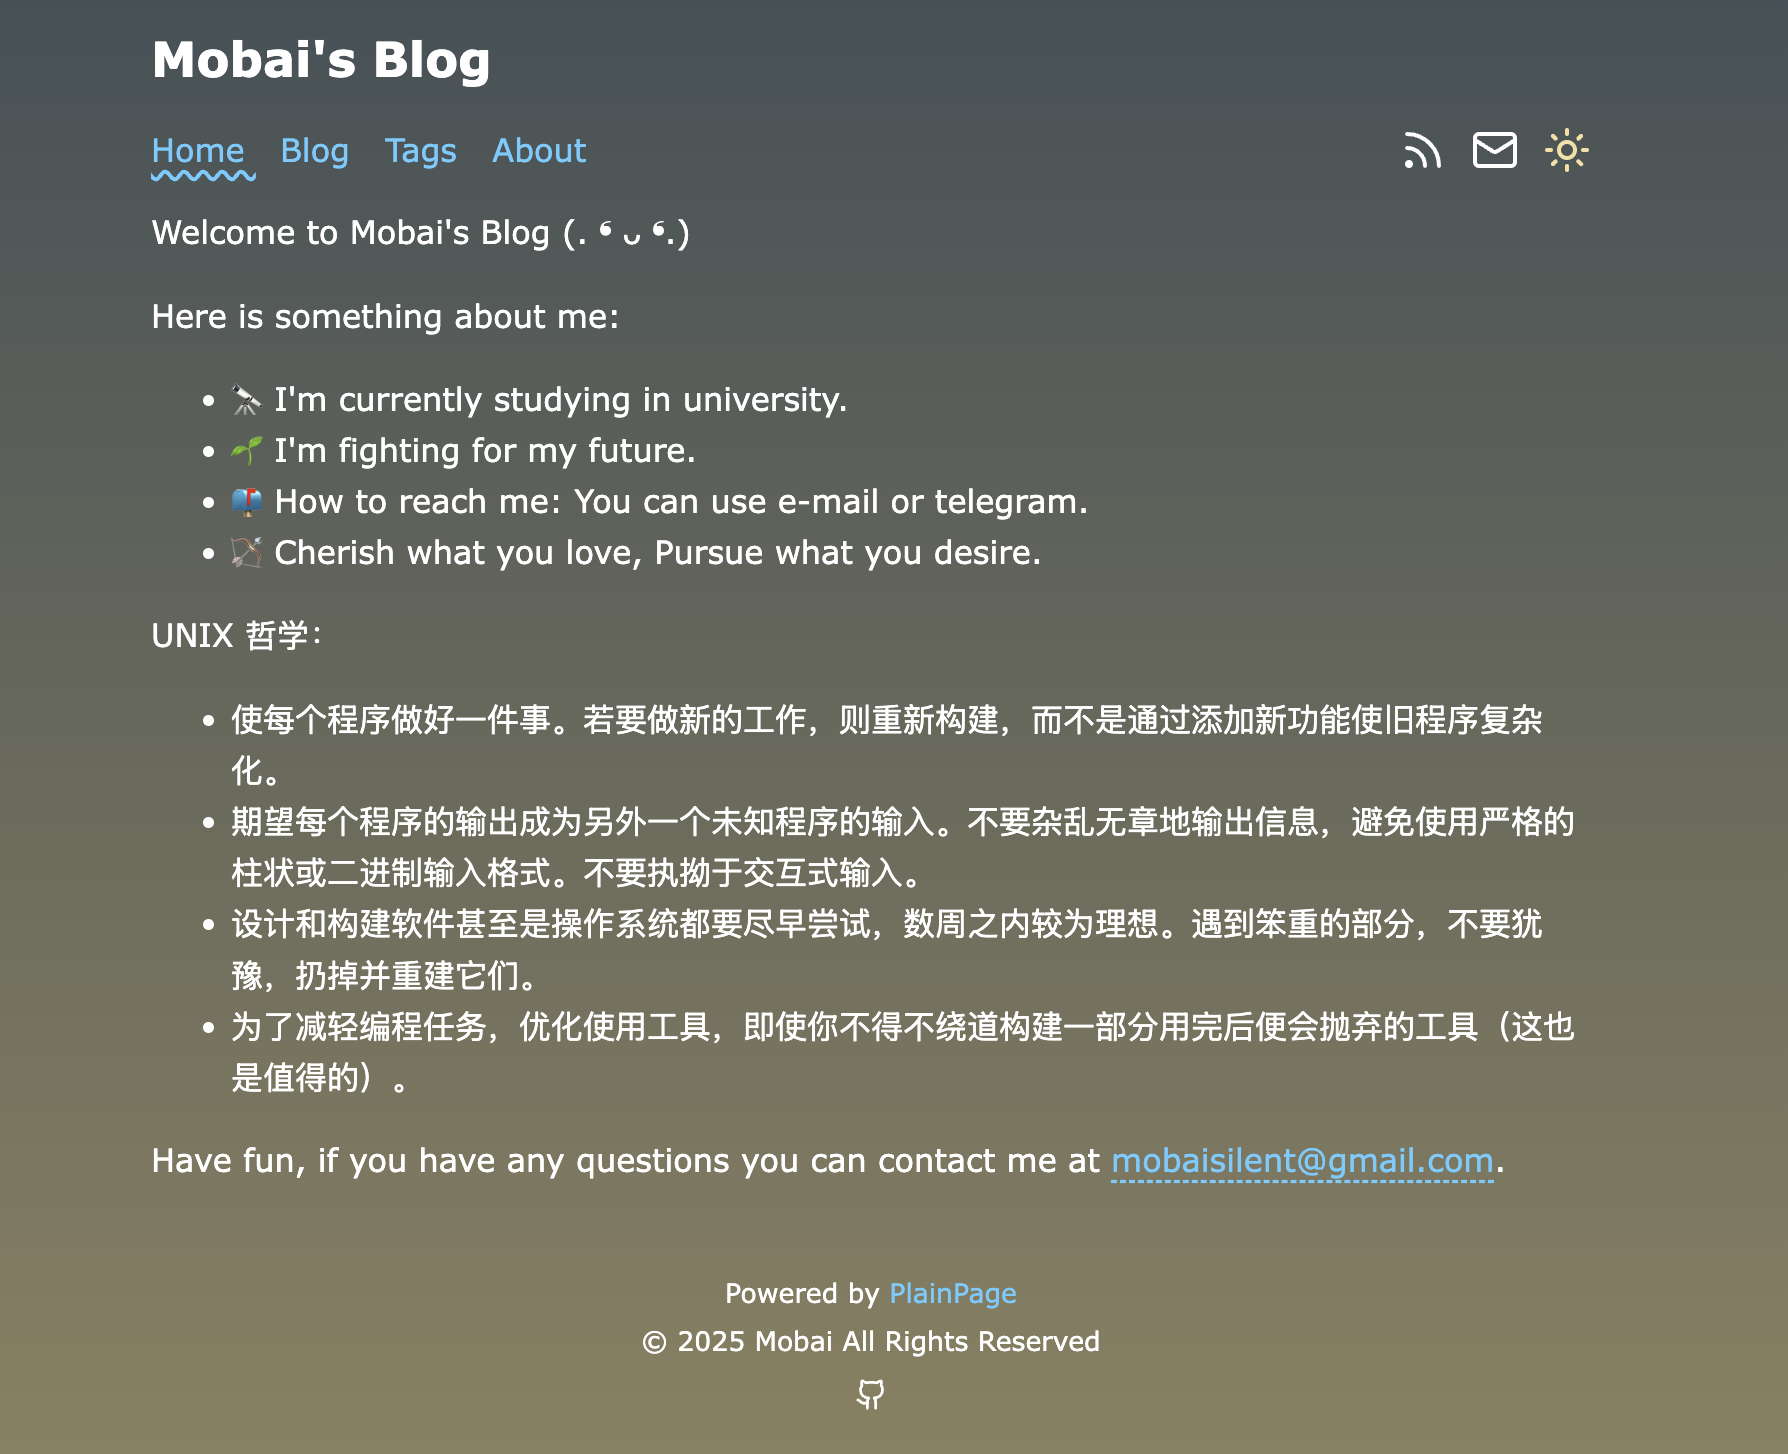 Mobai's Blog
Home Blog Tags About
Welcome to Mobai's Blog (. ❛ ᴗ ❛.)
Here is something about me:
• 🔭 I'm currently studying in university.
• 🌱 I'm fighting for my future.
• 📫 How to reach me: You can use e-mail or telegram.
• 🏹 Cherish what you love, Pursue what you desire.
UNIX 哲学：
• 使每个程序做好一件事。若要做新的工作，则重新构建，而不是通过添加新功能使旧程序复杂
化。
• 期望每个程序的输出成为另外一个未知程序的输入。不要杂乱无章地输出信息，避免使用严格的
柱状或二进制输入格式。不要执拗于交互式输入。
• 设计和构建软件甚至是操作系统都要尽早尝试，数周之内较为理想。遇到笨重的部分，不要犹
豫，扔掉并重建它们。
• 为了减轻编程任务，优化使用工具，即使你不得不绕道构建一部分用完后便会抛弃的工具（这也
是值得的）。
Have fun, if you have any questions you can contact me at mobaisilent@gmail.com.
Powered by PlainPage
© 2025 Mobai All Rights Reserved